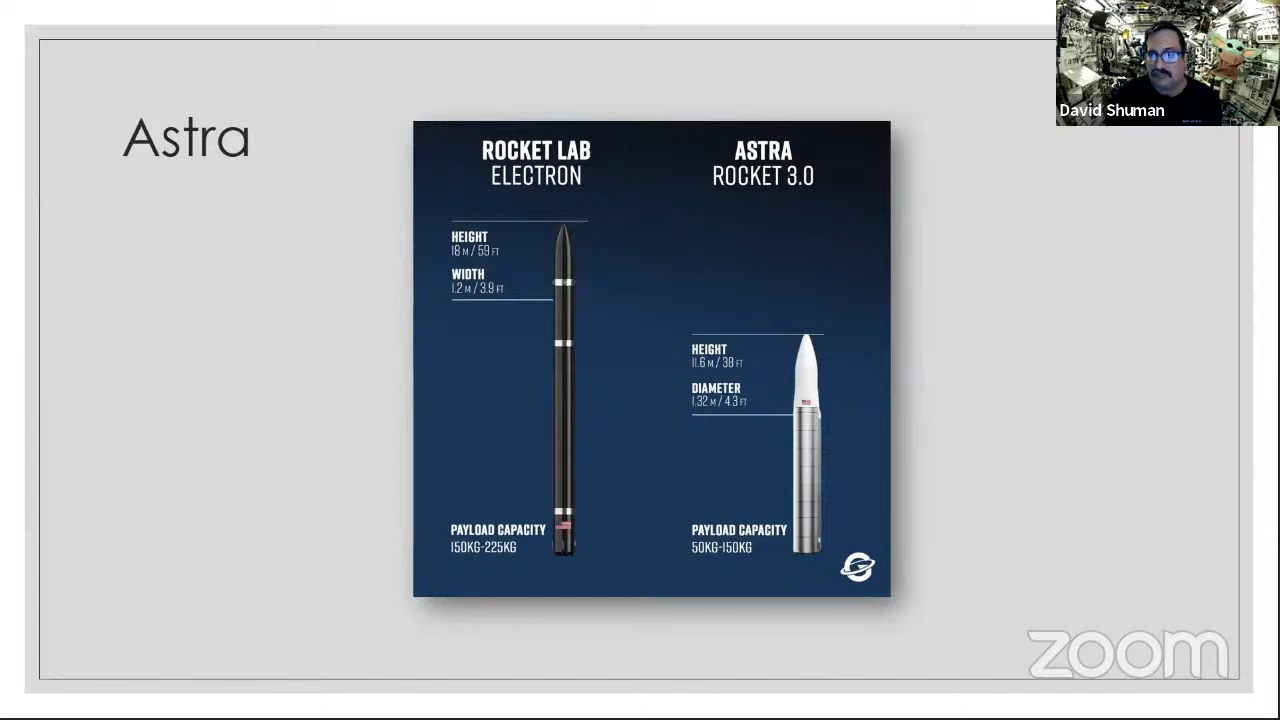 David Shuman
Astra
ROCKET LAB
ELECTRON
HEIGHT
18 M / 59 FT
WIDTH
1.2 M / 3.9 FT
PAYLOAD CAPACITY
150KG-225KG
ASTRA
ROCKET 3.0
HEIGHT
11.6 M / 38 FT
DIAMETER
1.32 M / 4.3 FT
PAYLOAD CAPACITY
50KG-150KG
zoom